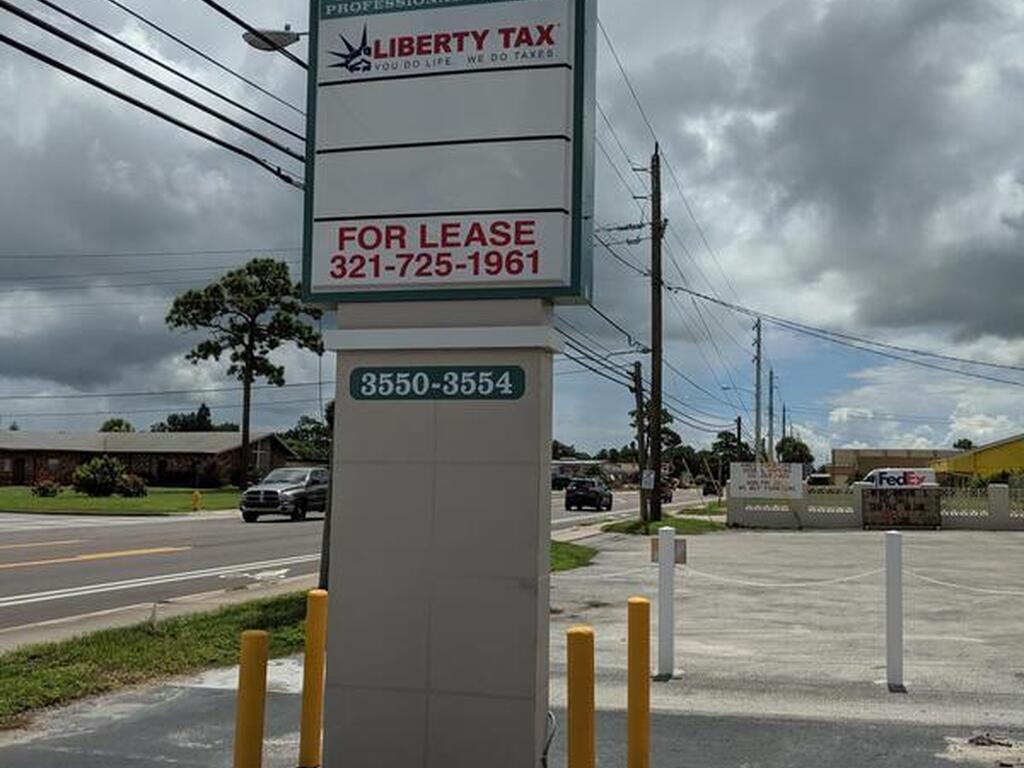 PROFESSIONAL
LIBERTY TAX
YOU DO LIFE. WE DO TAXES.
FOR LEASE
321-725-1961
3550-3554
FedEx